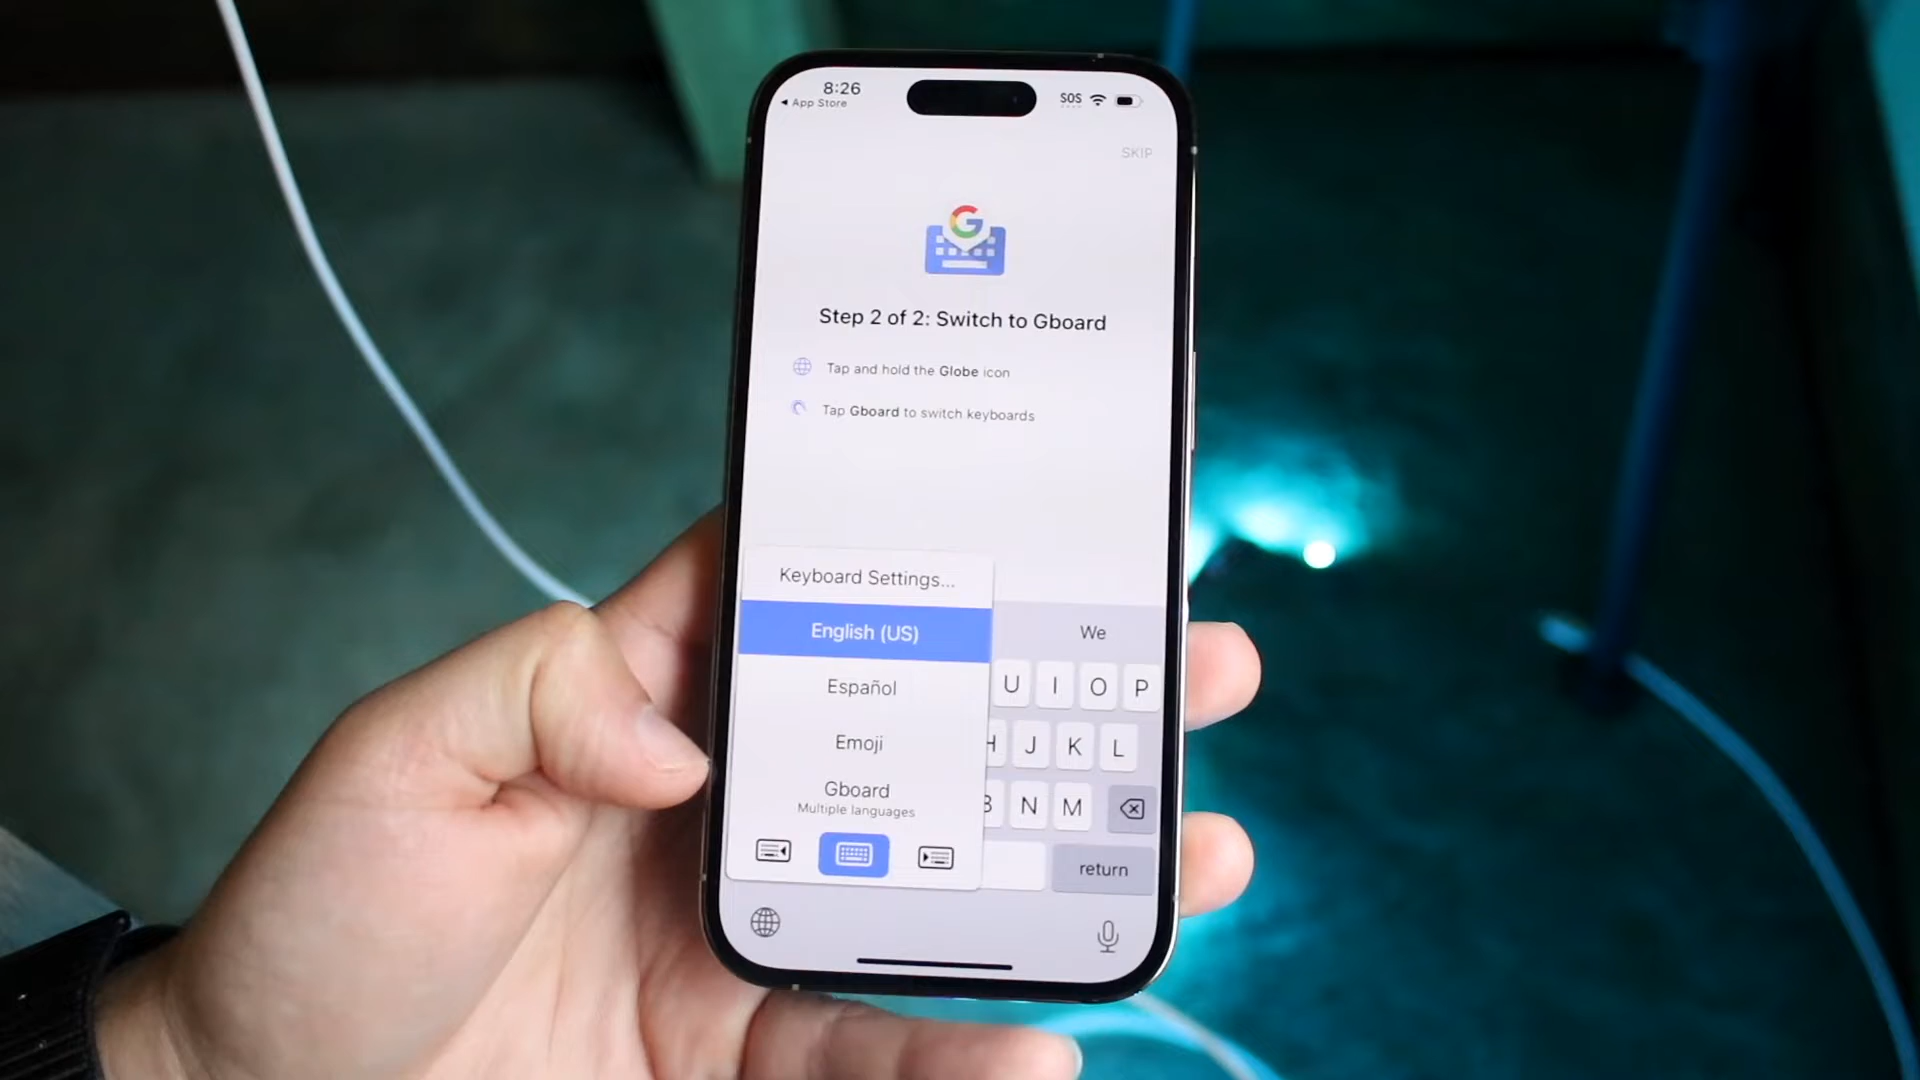 8:26
◀ App Store
SOS
SKIP
G
Step 2 of 2: Switch to Gboard
Tap and hold the Globe icon
Tap Gboard to switch keyboards
Keyboard Settings...
English (US)
We
Español
U I O P
Emoji
H J K L
Gboard
Multiple languages
B N M
return